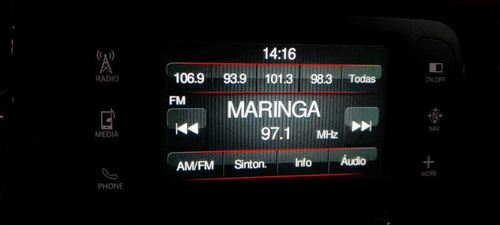 14:16
106.9 93.9 101.3 98.3 Todas
RADIO
ON/OFF
FM
MARINGA
97.1 MHz
MEDIA
NAV
AM/FM Sinton. Info Áudio
PHONE
MORE